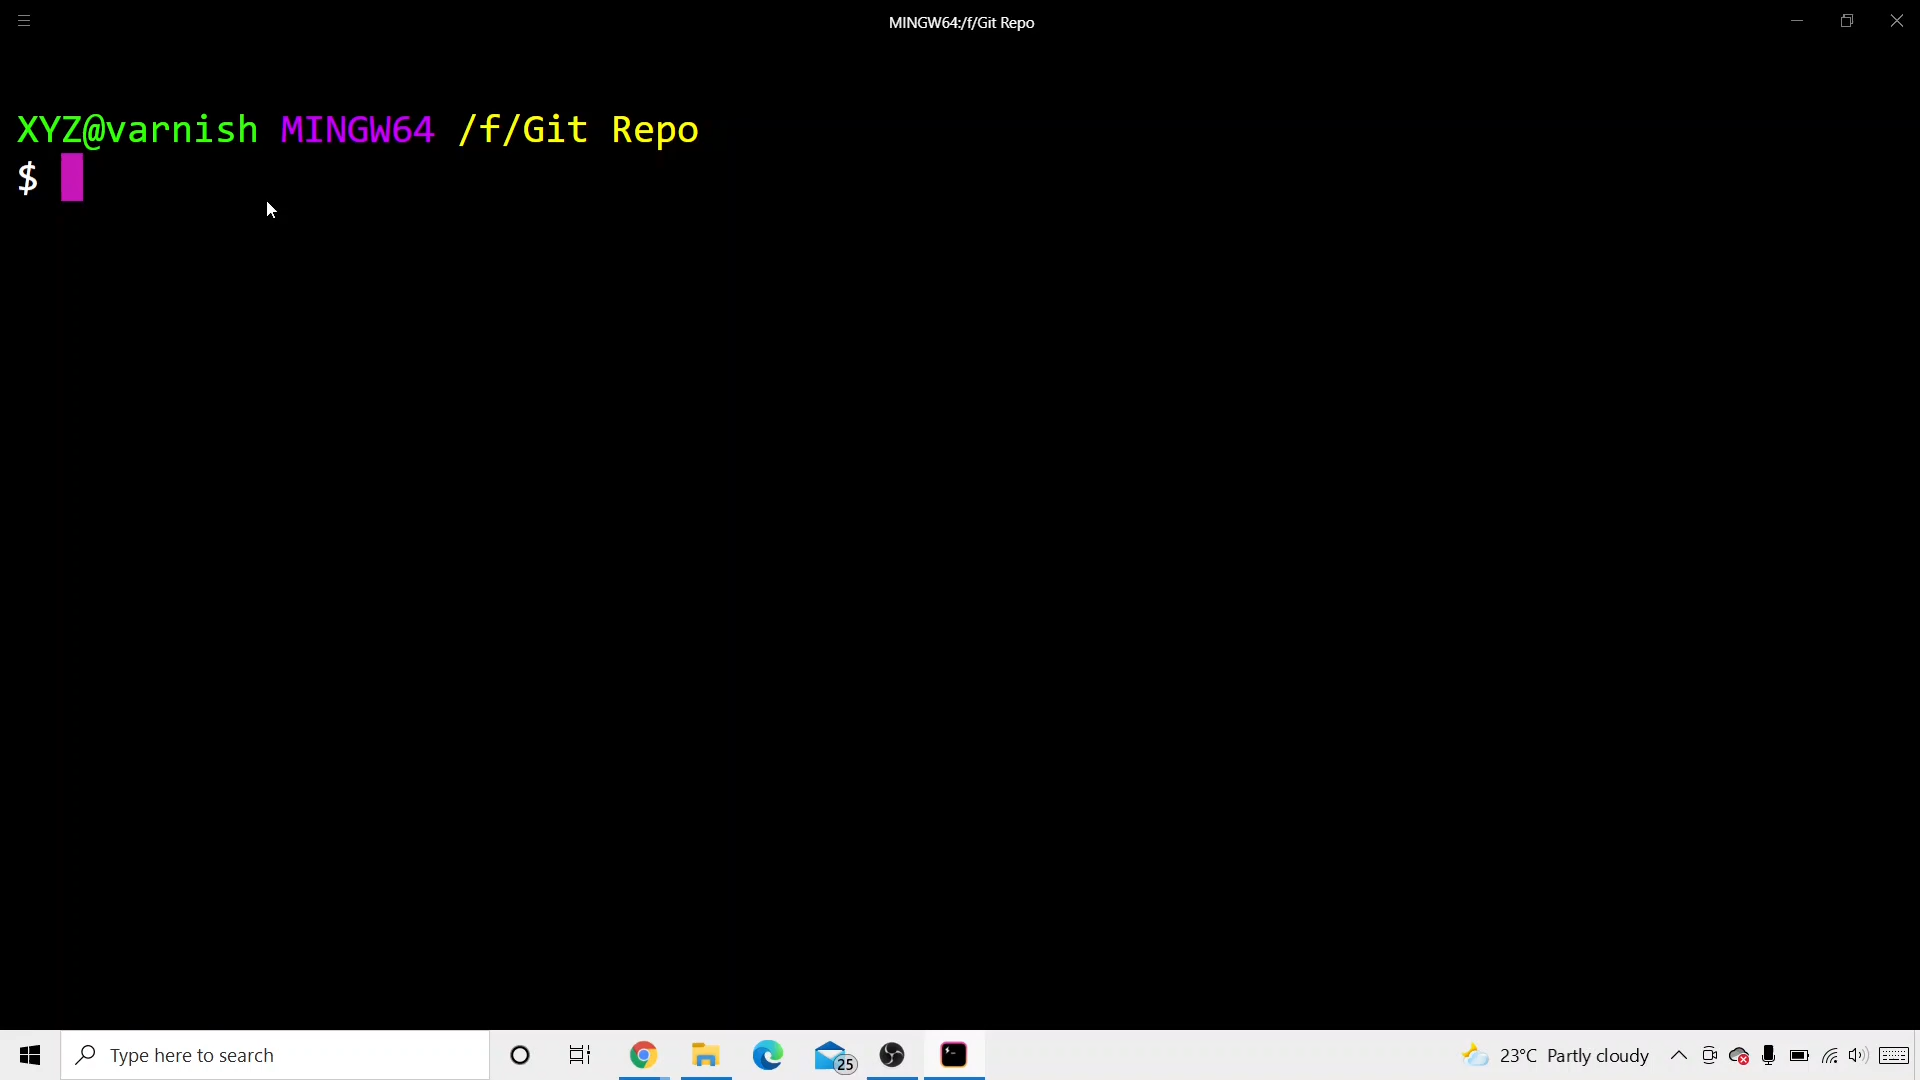 MINGW64:/f/Git Repo
XYZ@varnish MINGW64 /f/Git Repo
$
Type here to search
25
23°C Partly cloudy